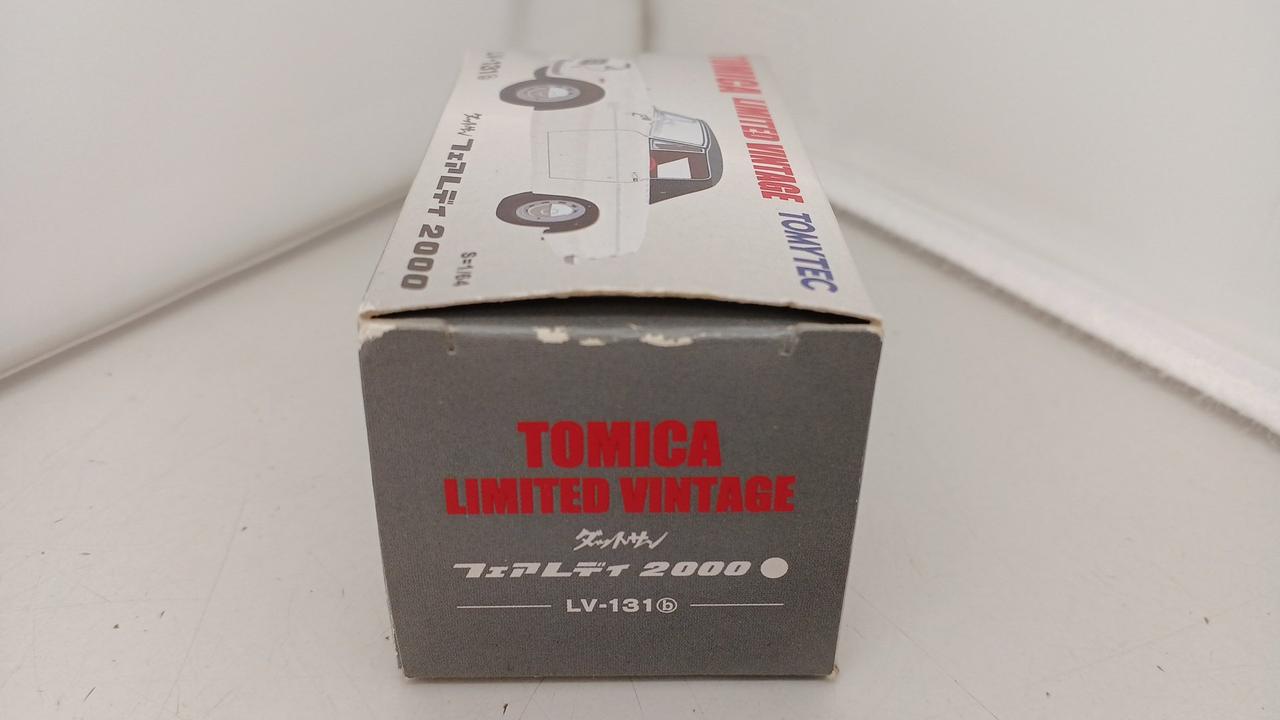 TOMICA LIMITED VINTAGE TOMYTEC
LV-131ⓑ
ダットサン フェアレディ 2000
S=1/64
TOMICA
LIMITED VINTAGE
ダットサン
フェアレディ 2000
LV-131ⓑ